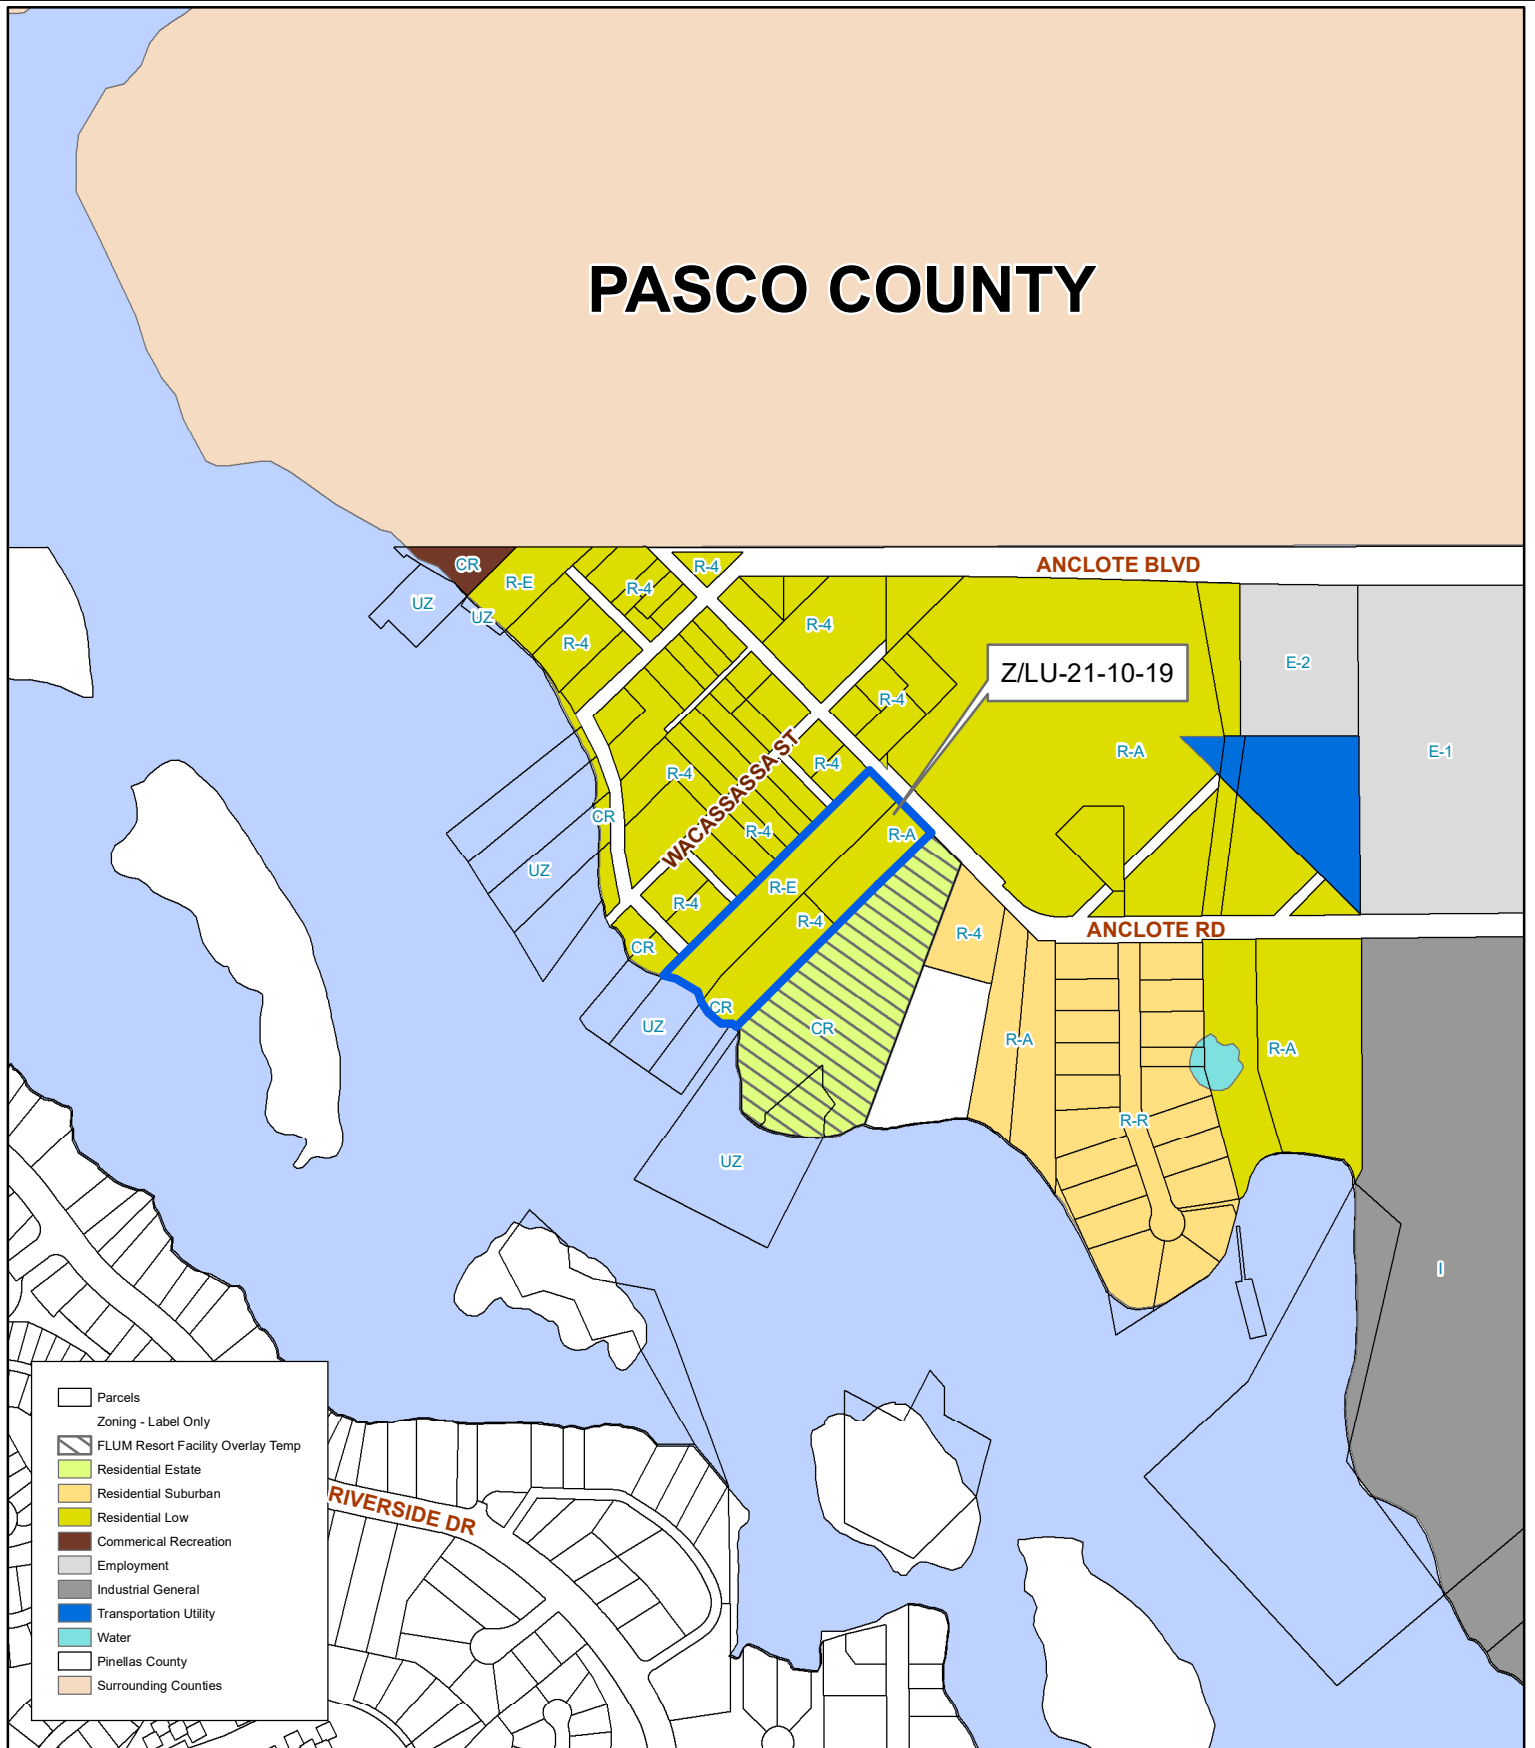 PASCO COUNTY
ANCLOTE BLVD
CR
R-E
R-4
R-4
UZ
UZ
R-4
R-4
E-2
Z/LU-21-10-19
R-4
R-A
E-1
WACASSASSA ST
R-4
R-4
CR
R-4
R-A
UZ
R-E
R-4
R-4
ANCLOTE RD
R-4
CR
CR
UZ
CR
R-A
R-A
R-R
UZ
I
RIVERSIDE DR
Parcels
Zoning - Label Only
FLUM Resort Facility Overlay Temp
Residential Estate
Residential Suburban
Residential Low
Commerical Recreation
Employment
Industrial General
Transportation Utility
Water
Pinellas County
Surrounding Counties